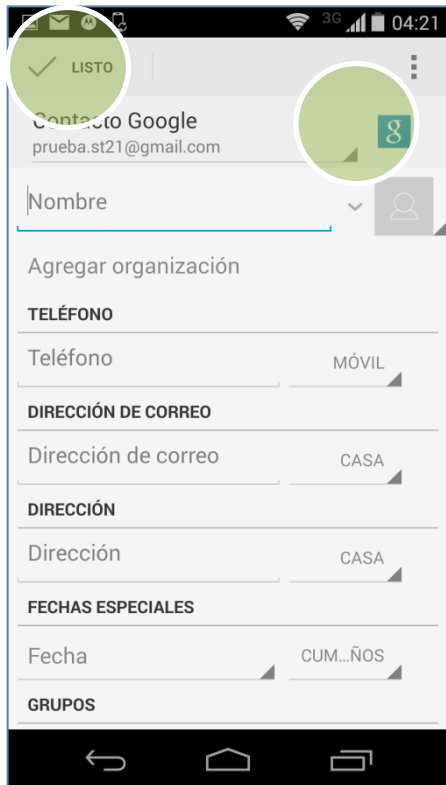 3G 04:21
LISTO
Contacto Google
prueba.st21@gmail.com
g
Nombre
Agregar organización
TELÉFONO
Teléfono MÓVIL
DIRECCIÓN DE CORREO
Dirección de correo CASA
DIRECCIÓN
Dirección CASA
FECHAS ESPECIALES
Fecha CUM...ÑOS
GRUPOS